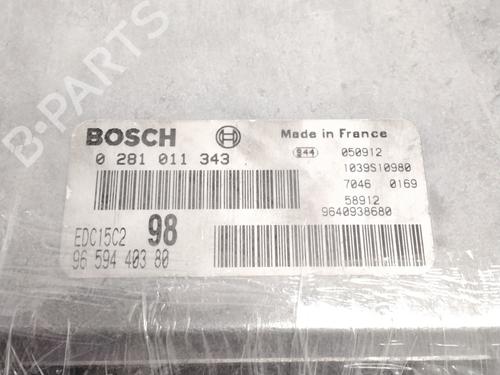 B-PARTS
BOSCH Made in France
0 281 011 343 944 050912
1039S10980
7046 0169
58912
9640938680
EDC15C2 98
96 594 403 80